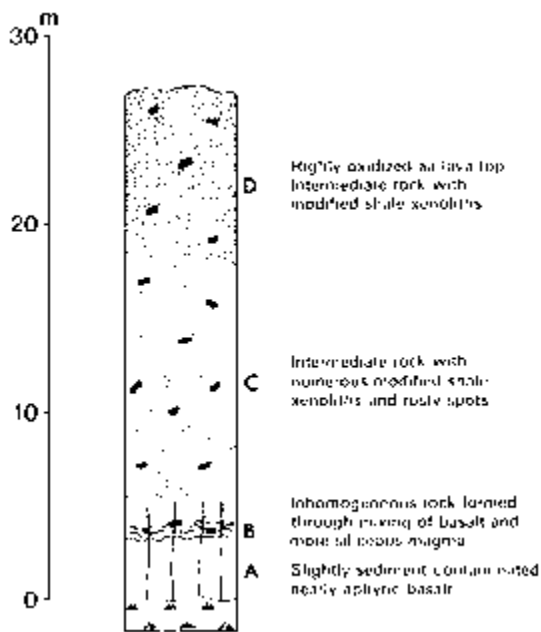 m
30
20
10
0
D
Highly oxidized aa lava top
Intermediate rock with
modified shale xenoliths
C
Intermediate rock with
numerous modified shale
xenoliths and rusty spots
B
Inhomogeneous rock formed
through mixing of basalt and
more siliceous magma
A
Slightly sediment contaminated
nearly aphyric basalt